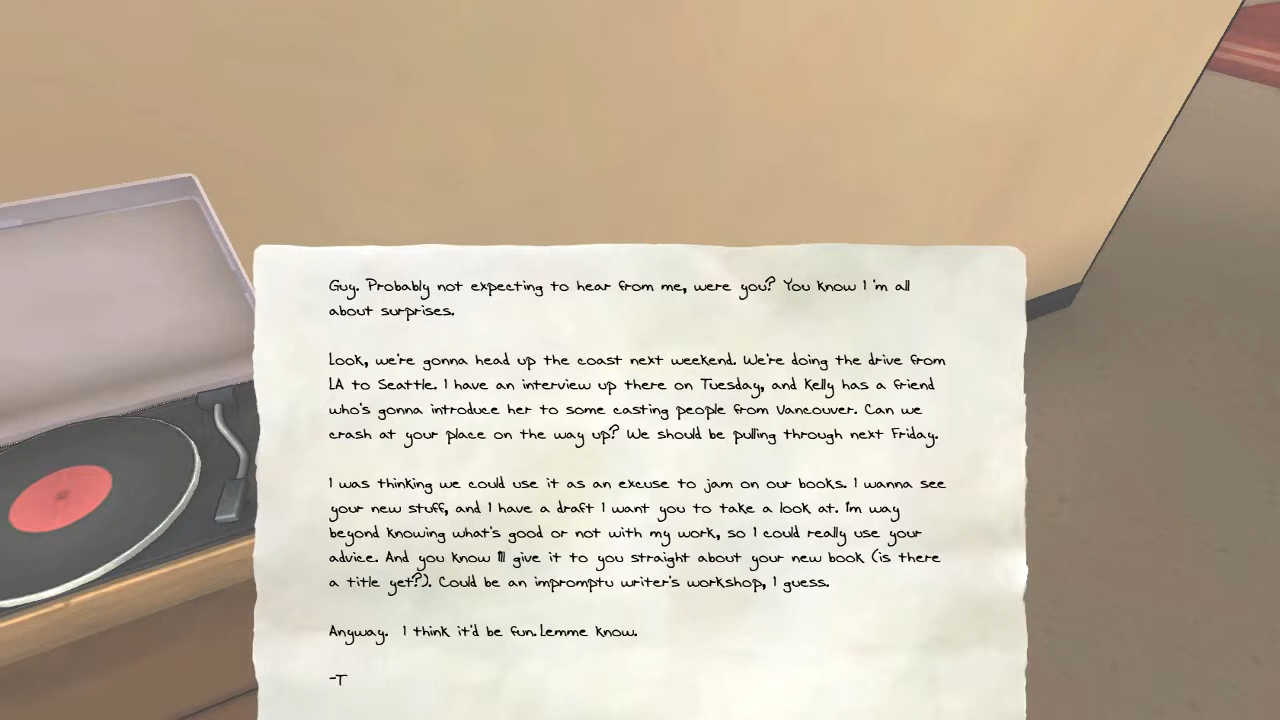 Guy. Probably not expecting to hear from me, were you? You know I'm all
about surprises.
Look, we're gonna head up the coast next weekend. We're doing the drive from
LA to Seattle. I have an interview up there on Tuesday, and Kelly has a friend
who's gonna introduce her to some casting people from Vancouver. Can we
crash at your place on the way up? We should be pulling through next Friday.
I was thinking we could use it as an excuse to jam on our books. I wanna see
your new stuff, and I have a draft I want you to take a look at. I'm way
beyond knowing what's good or not with my work, so I could really use your
advice. And you know I'll give it to you straight about your new book (is there
a title yet?). Could be an impromptu writer's workshop, I guess.
Anyway. I think it'd be fun. Lemme know.
-T